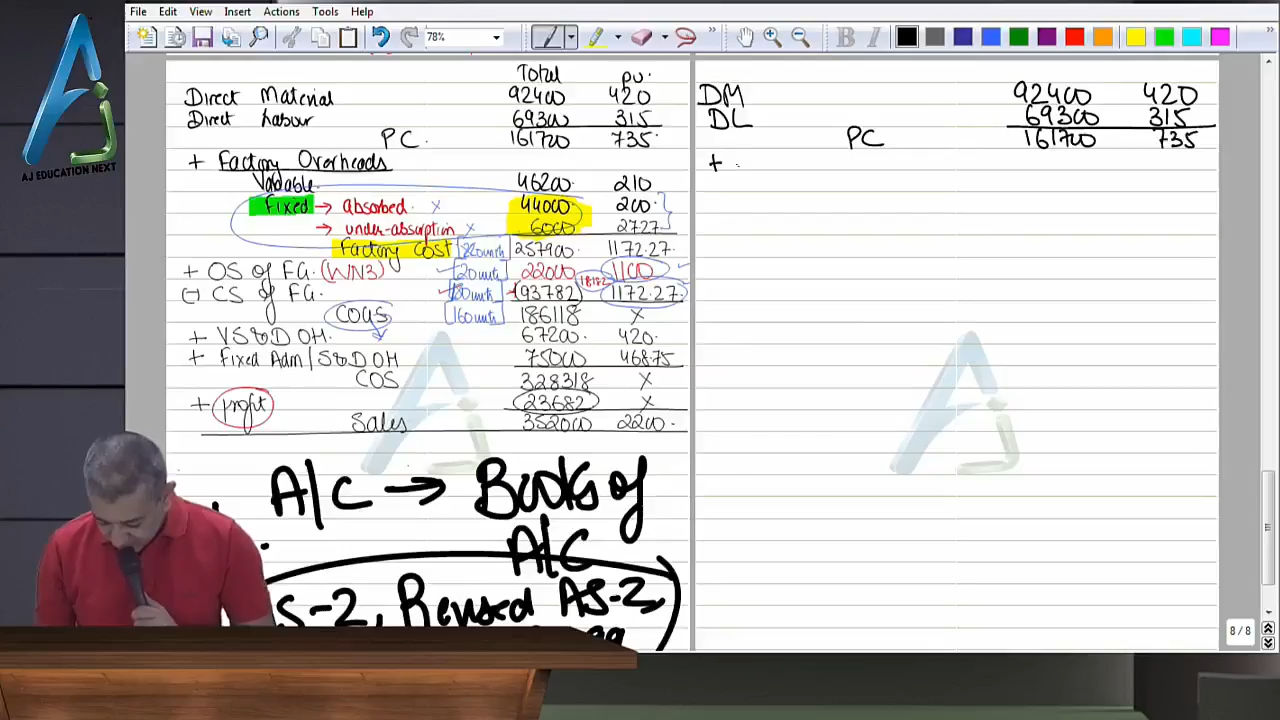 File Edit View Insert Actions Tools Help
78%
B U
AJ EDUCATION NEXT
Total pu.
Direct Material 92400 420
Direct Labour 69300 315
PC. 161700 735
+ Factory Overheads
Variable 46200 210
Fixed → absorbed x 44000 200
→ under-absorption x 6000 27.27
Factory Cost 220units 257900 1172.27
+ OS of FG. (WN3) 20units 22000 1100
⊖ CS of FG. 80units (93782) 1172.27
COGS 160units 186118 x
+ VS&D OH. 67200 420
+ Fixed Adm/S&D OH 75000 468.75
COS 328318 x
+ Profit 23682 x
Sales 352000 2200
A/C → Books of
A/C
S-2, Revised AS-2,
DM 92400 420
DL 69300 315
PC 161700 735
+
8/8